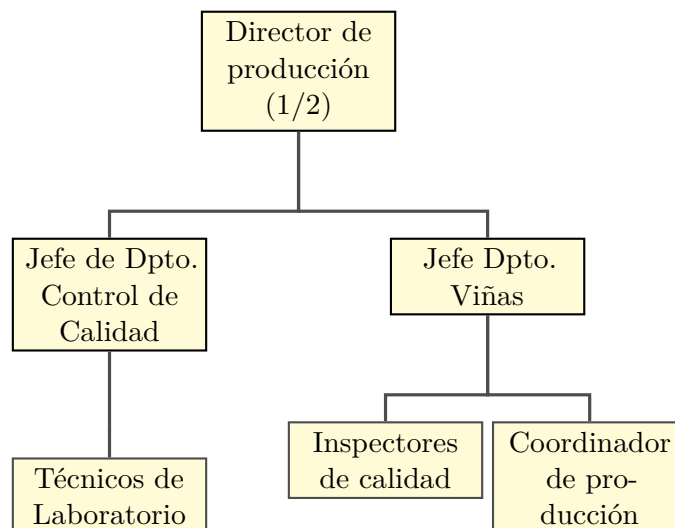 Director de
producción
(1/2)
Jefe de Dpto.
Control de
Calidad
Jefe Dpto.
Viñas
Técnicos de
Laboratorio
Inspectores
de calidad
Coordinador
de pro-
ducción